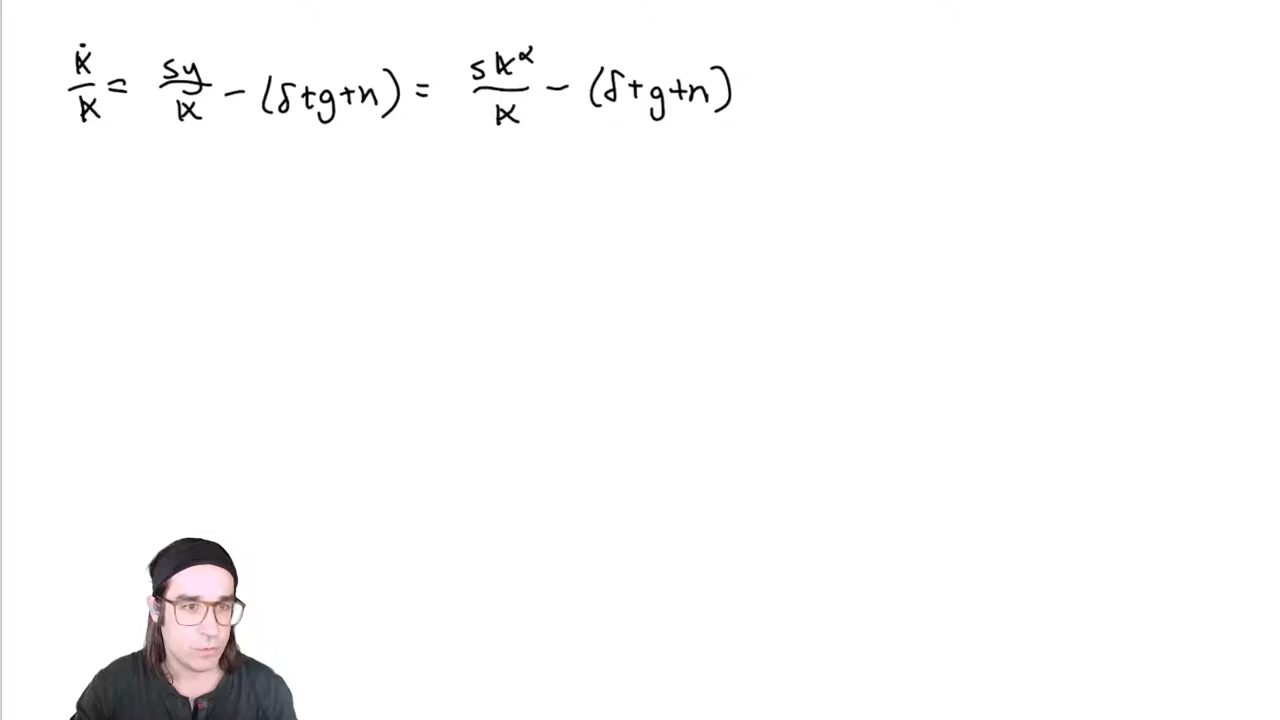 k̇/k = sy/k - (δ+g+n) = sk^α/k - (δ+g+n)